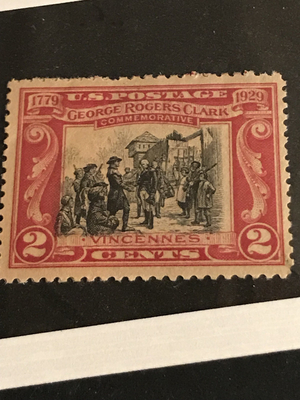 U.S. POSTAGE
1779 1929
GEORGE ROGERS CLARK
COMMEMORATIVE
VINCENNES
2 CENTS 2